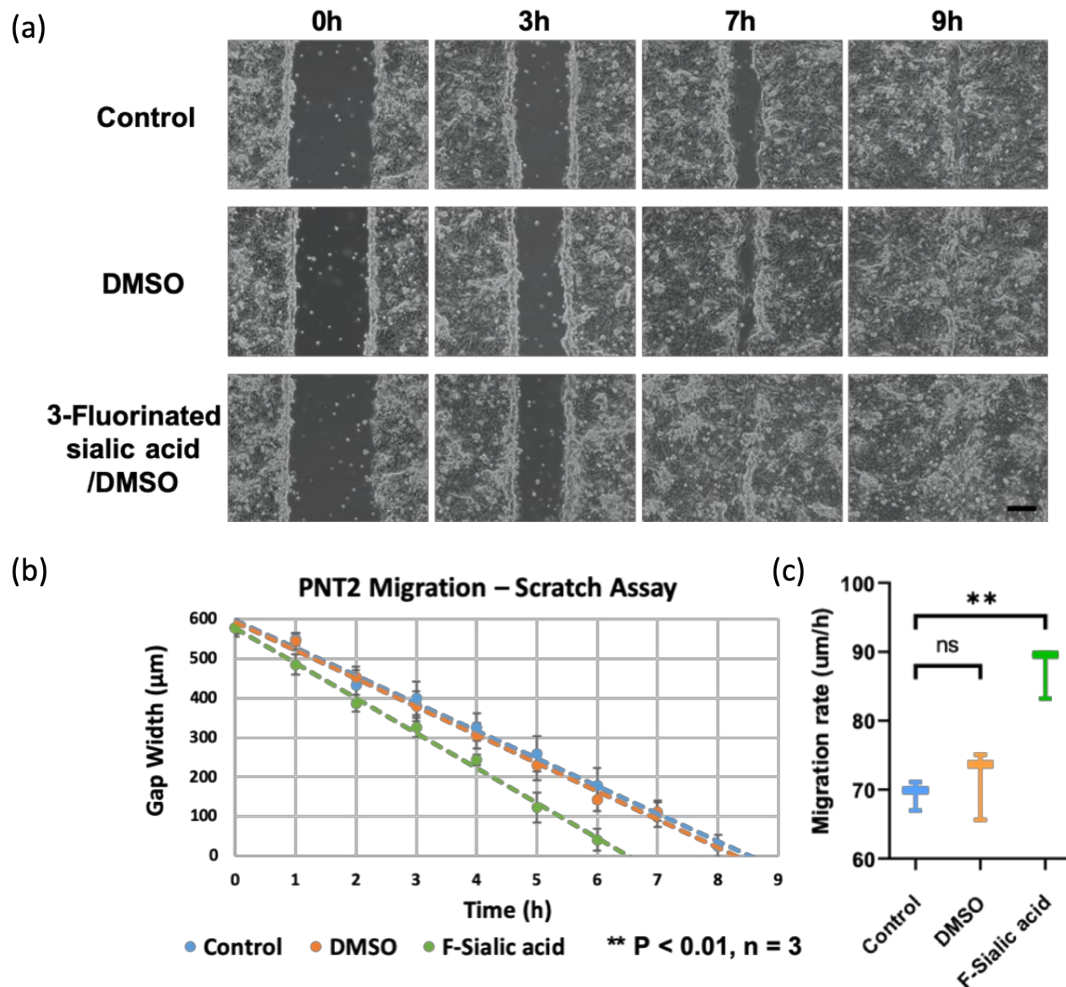 (a)
0h 3h 7h 9h
Control
DMSO
3-Fluorinated
sialic acid
/DMSO
(b)
PNT2 Migration – Scratch Assay
Gap Width (µm)
600
500
400
300
200
100
0
0 1 2 3 4 5 6 7 8 9
Time (h)
Control DMSO F-Sialic acid ** P < 0.01, n = 3
(c)
Migration rate (um/h)
100
90
80
70
60
**
ns
Control
DMSO
F-Sialic acid